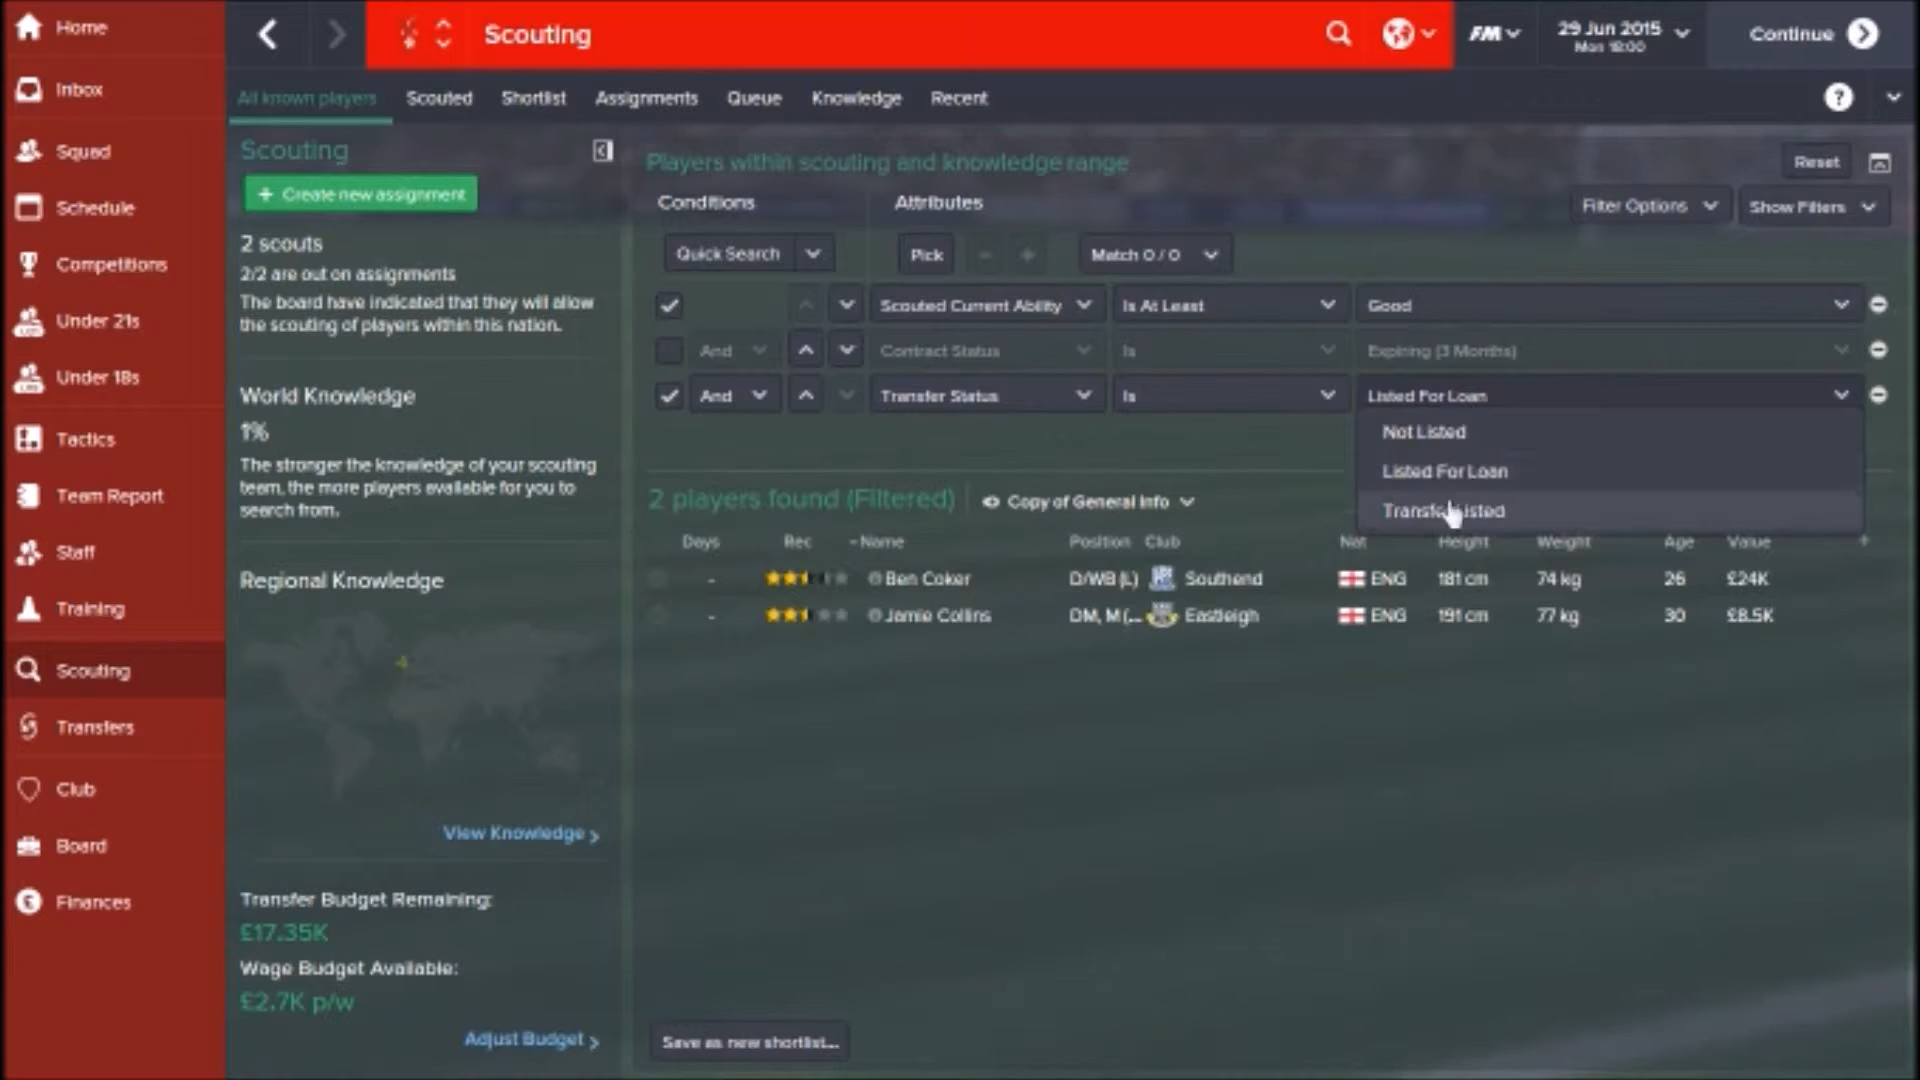 Home
Inbox
Squad
Schedule
Competitions
Under 21s
Under 18s
Tactics
Team Report
Staff
Training
Scouting
Transfers
Club
Board
Finances
Scouting
FM
29 Jun 2015
Mon 18:00
Continue
All known players
Scouted
Shortlist
Assignments
Queue
Knowledge
Recent
?
Scouting
+ Create new assignment
2 scouts
2/2 are out on assignments
The board have indicated that they will allow
the scouting of players within this nation.
World Knowledge
1%
The stronger the knowledge of your scouting
team, the more players available for you to
search from.
Regional Knowledge
View Knowledge >
Transfer Budget Remaining:
£17.35K
Wage Budget Available:
£2.7K p/w
Adjust Budget >
Players within scouting and knowledge range
Reset
Conditions
Attributes
Filter Options
Show Filters
Quick Search
Pick
- +
Match 0 / 0
Scouted Current Ability Is At Least Good
And Contract Status Is Expiring (3 Months)
And Transfer Status Is Listed For Loan
Not Listed
Listed For Loan
Transfer Listed
2 players found (Filtered)
Copy of General Info
Days Rec Name Position Club Nat Height Weight Age Value +
- Ben Coker D/WB (L) Southend ENG 181 cm 74 kg 26 £24K
- Jamie Collins DM, M (... Eastleigh ENG 191 cm 77 kg 30 £8.5K
Save as new shortlist...